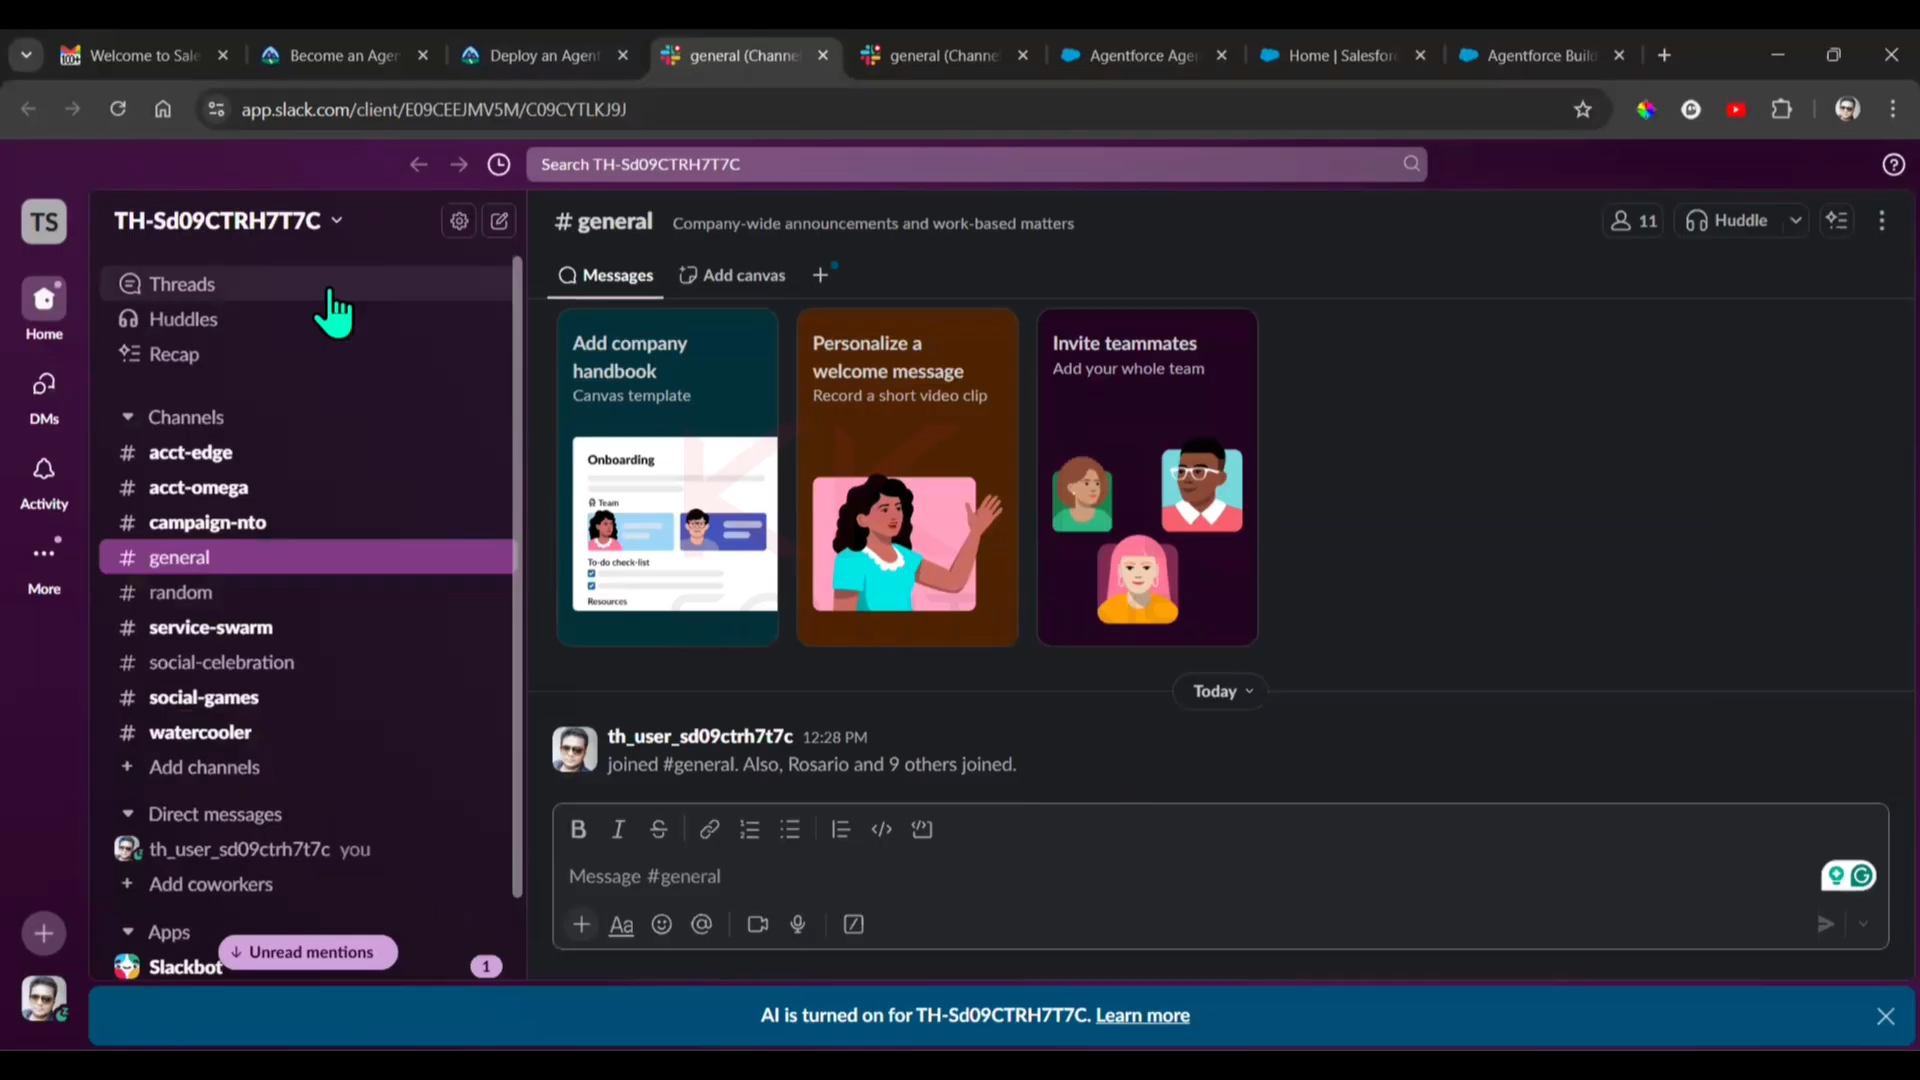 Welcome to Sale
Become an Agen
Deploy an Agent
general (Channe
general (Channe
Agentforce Age
Home | Salesfor
Agentforce Build
app.slack.com/client/E09CEEJMV5M/C09CYTLKJ9J
Search TH-Sd09CTRH7T7C
TS
Home
DMs
Activity
More
TH-Sd09CTRH7T7C
Threads
Huddles
Recap
Channels
# acct-edge
# acct-omega
# campaign-nto
# general
# random
# service-swarm
# social-celebration
# social-games
# watercooler
+ Add channels
Direct messages
th_user_sd09ctrh7t7c you
+ Add coworkers
Apps
Unread mentions
Slackbot
1
# general Company-wide announcements and work-based matters
11
Huddle
Messages
Add canvas
+
Add company
handbook
Canvas template
Onboarding
Team
To-do check-list
Resources
Personalize a
welcome message
Record a short video clip
Invite teammates
Add your whole team
Today
th_user_sd09ctrh7t7c 12:28 PM
joined #general. Also, Rosario and 9 others joined.
Message #general
Aa
AI is turned on for TH-Sd09CTRH7T7C. Learn more